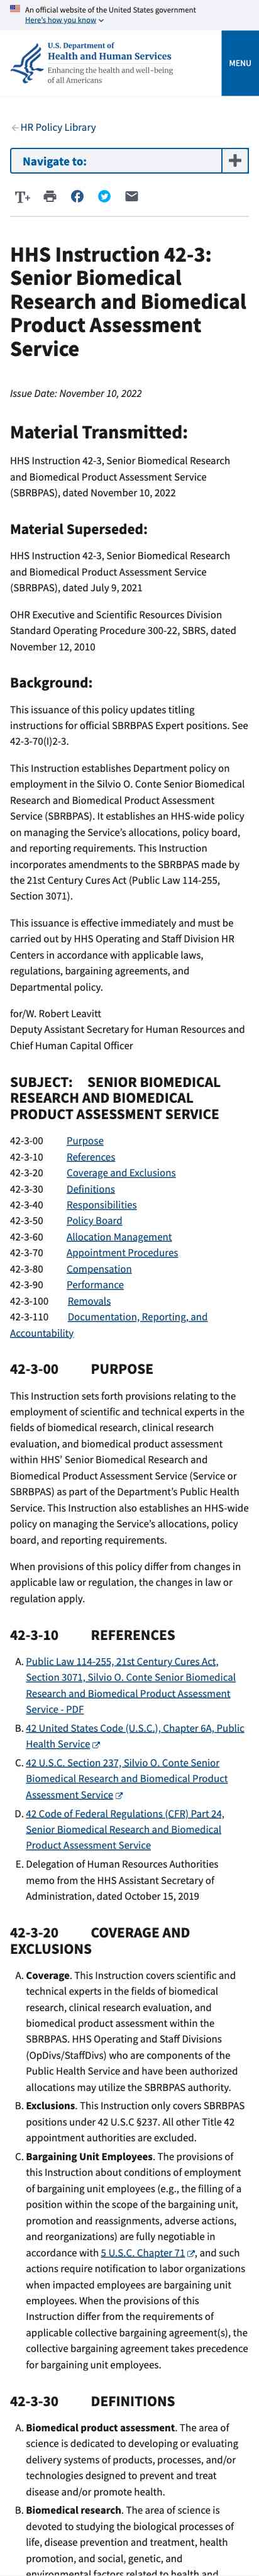 An official website of the United States government
Here's how you know
U.S. Department of
Health and Human Services
Enhancing the health and well-being
of all Americans
MENU
HR Policy Library
Navigate to:
T+
HHS Instruction 42-3:
Senior Biomedical
Research and Biomedical
Product Assessment
Service
Issue Date: November 10, 2022
Material Transmitted:
HHS Instruction 42-3, Senior Biomedical Research
and Biomedical Product Assessment Service
(SBRBPAS), dated November 10, 2022
Material Superseded:
HHS Instruction 42-3, Senior Biomedical Research
and Biomedical Product Assessment Service
(SBRBPAS), dated July 9, 2021
OHR Executive and Scientific Resources Division
Standard Operating Procedure 300-22, SBRS, dated
November 12, 2010
Background:
This issuance of this policy updates titling
instructions for official SBRBPAS Expert positions. See
42-3-70(I)2-3.
This Instruction establishes Department policy on
employment in the Silvio O. Conte Senior Biomedical
Research and Biomedical Product Assessment
Service (SBRBPAS). It establishes an HHS-wide policy
on managing the Service's allocations, policy board,
and reporting requirements. This Instruction
incorporates amendments to the SBRBPAS made by
the 21st Century Cures Act (Public Law 114-255,
Section 3071).
This issuance is effective immediately and must be
carried out by HHS Operating and Staff Division HR
Centers in accordance with applicable laws,
regulations, bargaining agreements, and
Departmental policy.
for/W. Robert Leavitt
Deputy Assistant Secretary for Human Resources and
Chief Human Capital Officer
SUBJECT: SENIOR BIOMEDICAL
RESEARCH AND BIOMEDICAL
PRODUCT ASSESSMENT SERVICE
42-3-00 Purpose
42-3-10 References
42-3-20 Coverage and Exclusions
42-3-30 Definitions
42-3-40 Responsibilities
42-3-50 Policy Board
42-3-60 Allocation Management
42-3-70 Appointment Procedures
42-3-80 Compensation
42-3-90 Performance
42-3-100 Removals
42-3-110 Documentation, Reporting, and
Accountability
42-3-00 PURPOSE
This Instruction sets forth provisions relating to the
employment of scientific and technical experts in the
fields of biomedical research, clinical research
evaluation, and biomedical product assessment
within HHS' Senior Biomedical Research and
Biomedical Product Assessment Service (Service or
SBRBPAS) as part of the Department's Public Health
Service. This Instruction also establishes an HHS-wide
policy on managing the Service's allocations, policy
board, and reporting requirements.
When provisions of this policy differ from changes in
applicable law or regulation, the changes in law or
regulation apply.
42-3-10 REFERENCES
A. Public Law 114-255, 21st Century Cures Act,
Section 3071, Silvio O. Conte Senior Biomedical
Research and Biomedical Product Assessment
Service - PDF
B. 42 United States Code (U.S.C.), Chapter 6A, Public
Health Service
C. 42 U.S.C. Section 237, Silvio O. Conte Senior
Biomedical Research and Biomedical Product
Assessment Service
D. 42 Code of Federal Regulations (CFR) Part 24,
Senior Biomedical Research and Biomedical
Product Assessment Service
E. Delegation of Human Resources Authorities
memo from the HHS Assistant Secretary of
Administration, dated October 15, 2019
42-3-20 COVERAGE AND
EXCLUSIONS
A. Coverage. This Instruction covers scientific and
technical experts in the fields of biomedical
research, clinical research evaluation, and
biomedical product assessment within the
SBRBPAS. HHS Operating and Staff Divisions
(OpDivs/StaffDivs) who are components of the
Public Health Service and have been authorized
allocations may utilize the SBRBPAS authority.
B. Exclusions. This Instruction only covers SBRBPAS
positions under 42 U.S.C §237. All other Title 42
appointment authorities are excluded.
C. Bargaining Unit Employees. The provisions of
this Instruction about conditions of employment
of bargaining unit employees (e.g., the filling of a
position within the scope of the bargaining unit,
promotion and reassignments, adverse actions,
and reorganizations) are fully negotiable in
accordance with 5 U.S.C. Chapter 71, and such
actions require notification to labor organizations
when impacted employees are bargaining unit
employees. When the provisions of this
Instruction differ from the requirements of
applicable collective bargaining agreement(s), the
collective bargaining agreement takes precedence
for bargaining unit employees.
42-3-30 DEFINITIONS
A. Biomedical product assessment. The area of
science is dedicated to developing or evaluating
delivery systems of products, processes, and/or
technologies designed to prevent and treat
disease and/or promote health.
B. Biomedical research. The area of science is
devoted to studying the biological processes of
life, disease prevention and treatment, health
promotion, and social, genetic, and
environmental factors related to health and